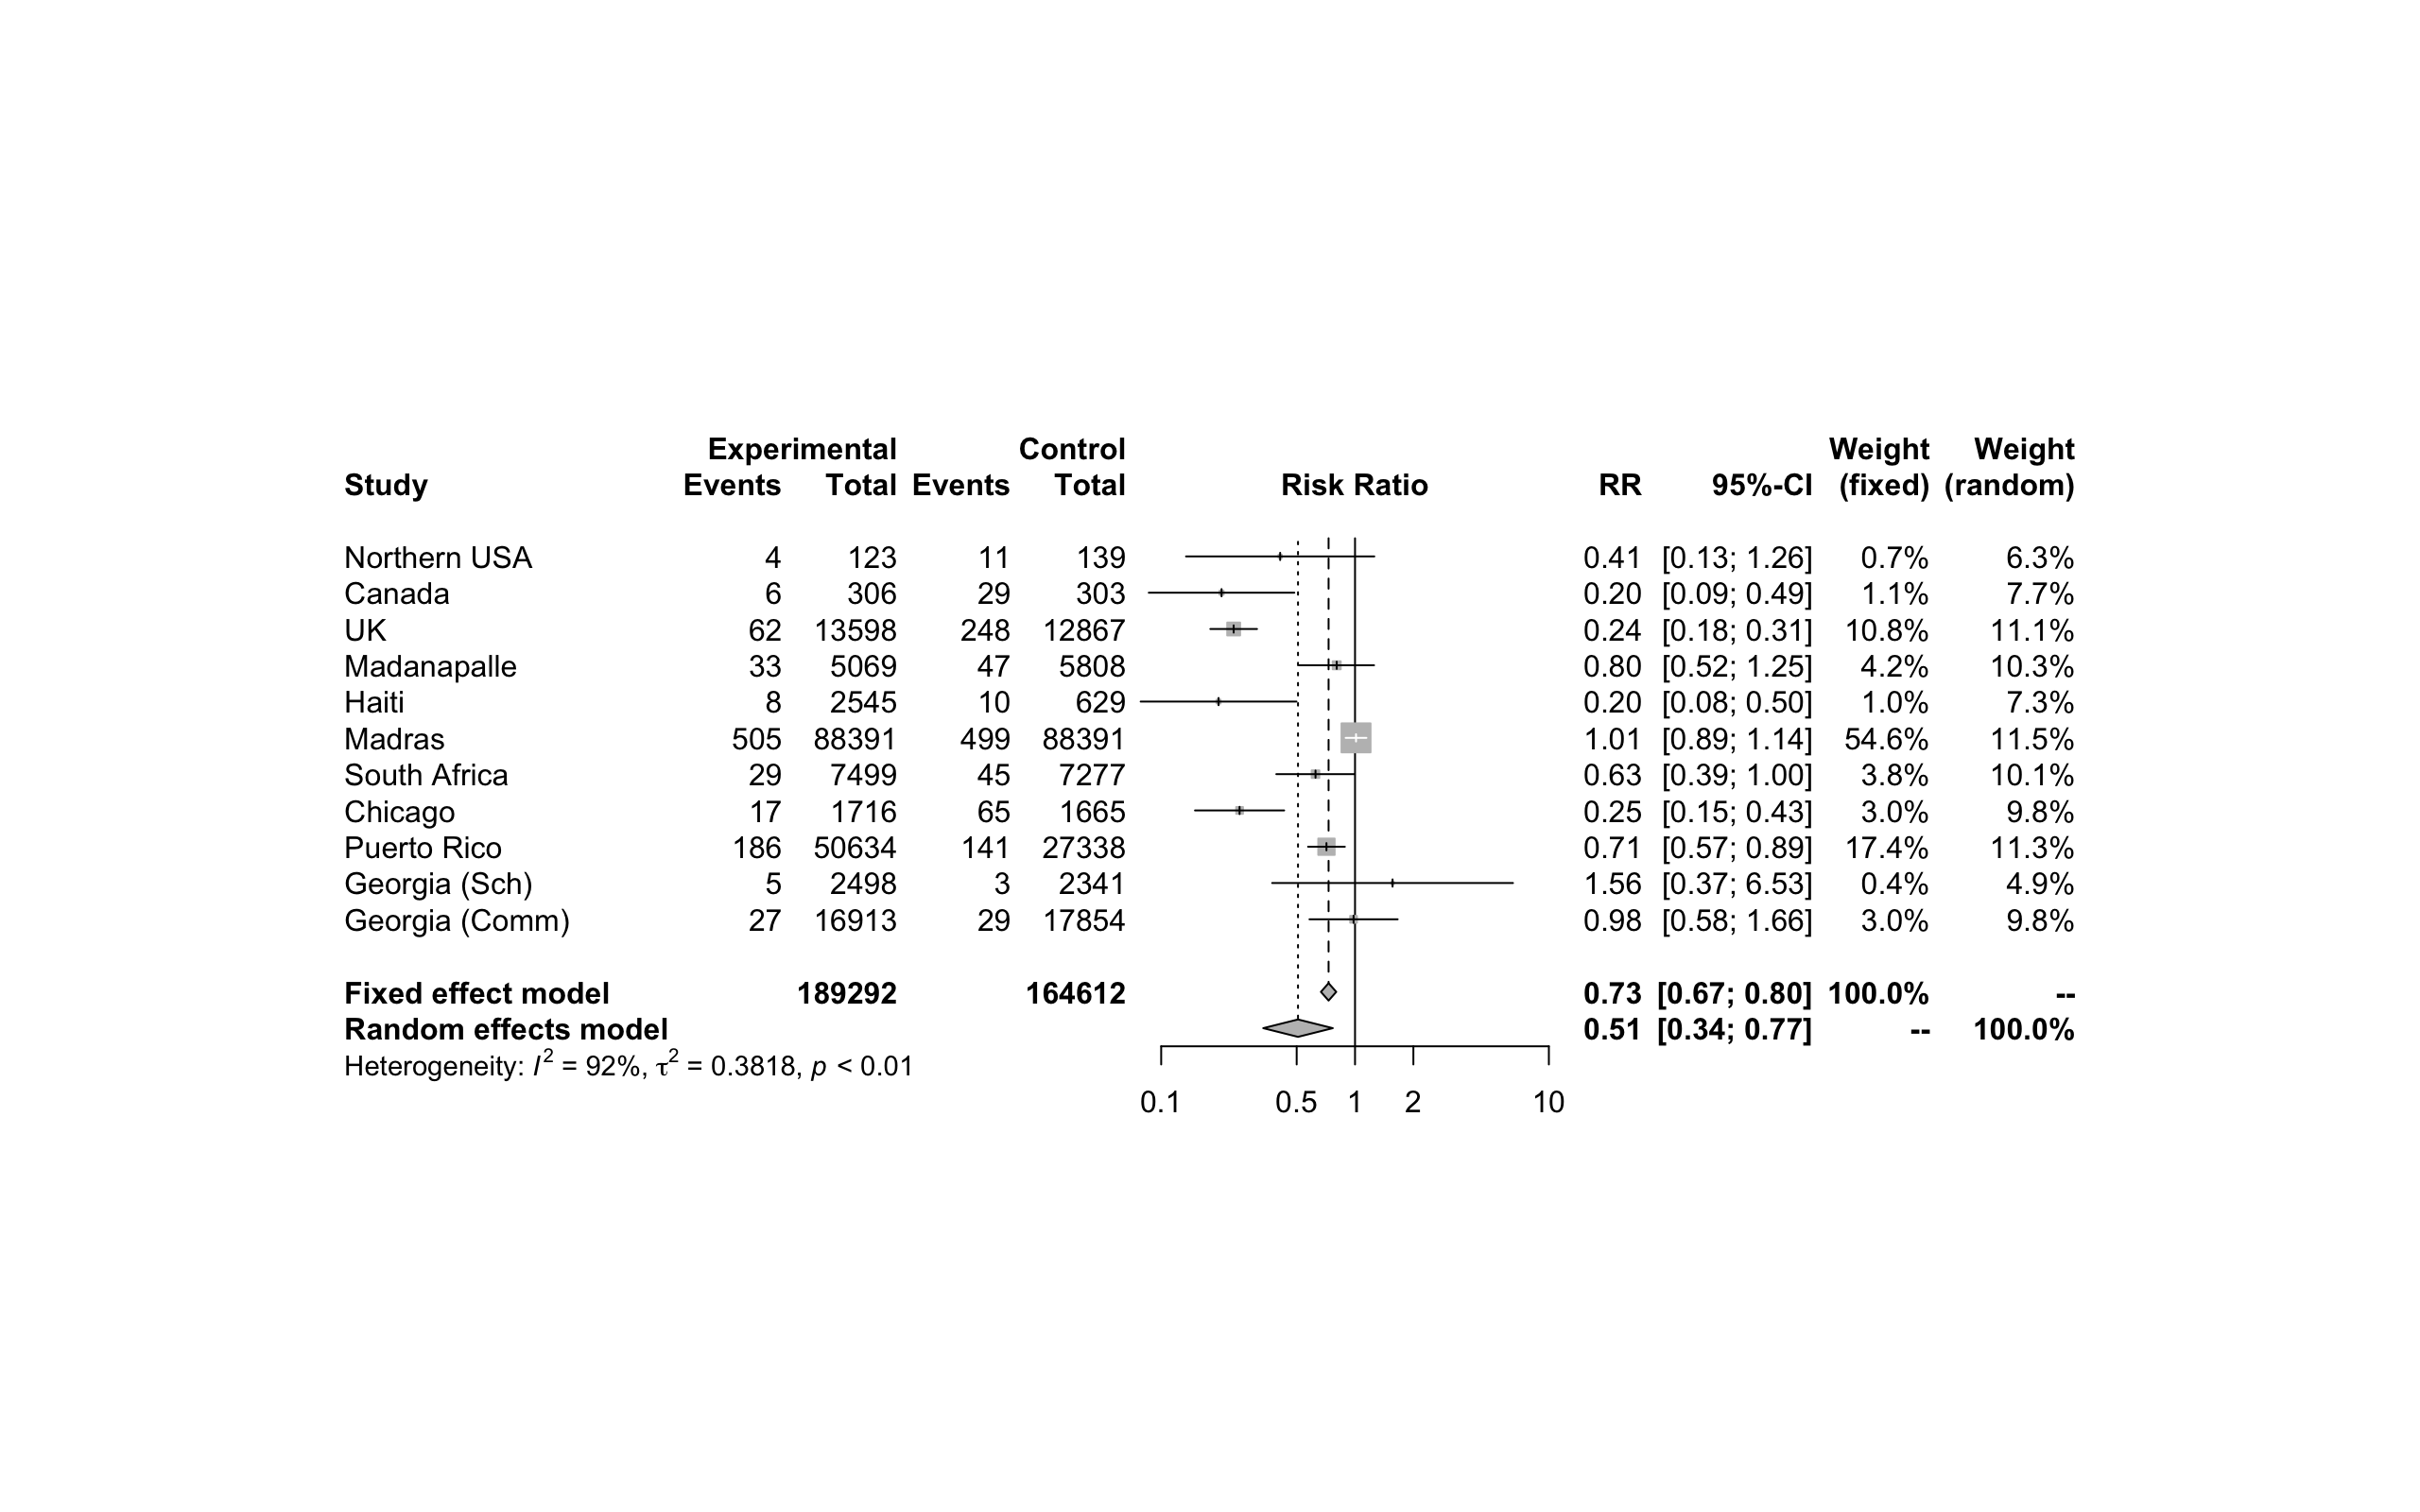 Experimental Control Weight Weight
Study Events Total Events Total Risk Ratio RR 95%-CI (fixed) (random)
Northern USA 4 123 11 139 0.41 [0.13; 1.26] 0.7% 6.3%
Canada 6 306 29 303 0.20 [0.09; 0.49] 1.1% 7.7%
UK 62 13598 248 12867 0.24 [0.18; 0.31] 10.8% 11.1%
Madanapalle 33 5069 47 5808 0.80 [0.52; 1.25] 4.2% 10.3%
Haiti 8 2545 10 629 0.20 [0.08; 0.50] 1.0% 7.3%
Madras 505 88391 499 88391 1.01 [0.89; 1.14] 54.6% 11.5%
South Africa 29 7499 45 7277 0.63 [0.39; 1.00] 3.8% 10.1%
Chicago 17 1716 65 1665 0.25 [0.15; 0.43] 3.0% 9.8%
Puerto Rico 186 50634 141 27338 0.71 [0.57; 0.89] 17.4% 11.3%
Georgia (Sch) 5 2498 3 2341 1.56 [0.37; 6.53] 0.4% 4.9%
Georgia (Comm) 27 16913 29 17854 0.98 [0.58; 1.66] 3.0% 9.8%
Fixed effect model 189292 164612 0.73 [0.67; 0.80] 100.0% --
Random effects model 0.51 [0.34; 0.77] -- 100.0%
Heterogeneity: I² = 92%, τ² = 0.3818, p < 0.01
0.1 0.5 1 2 10